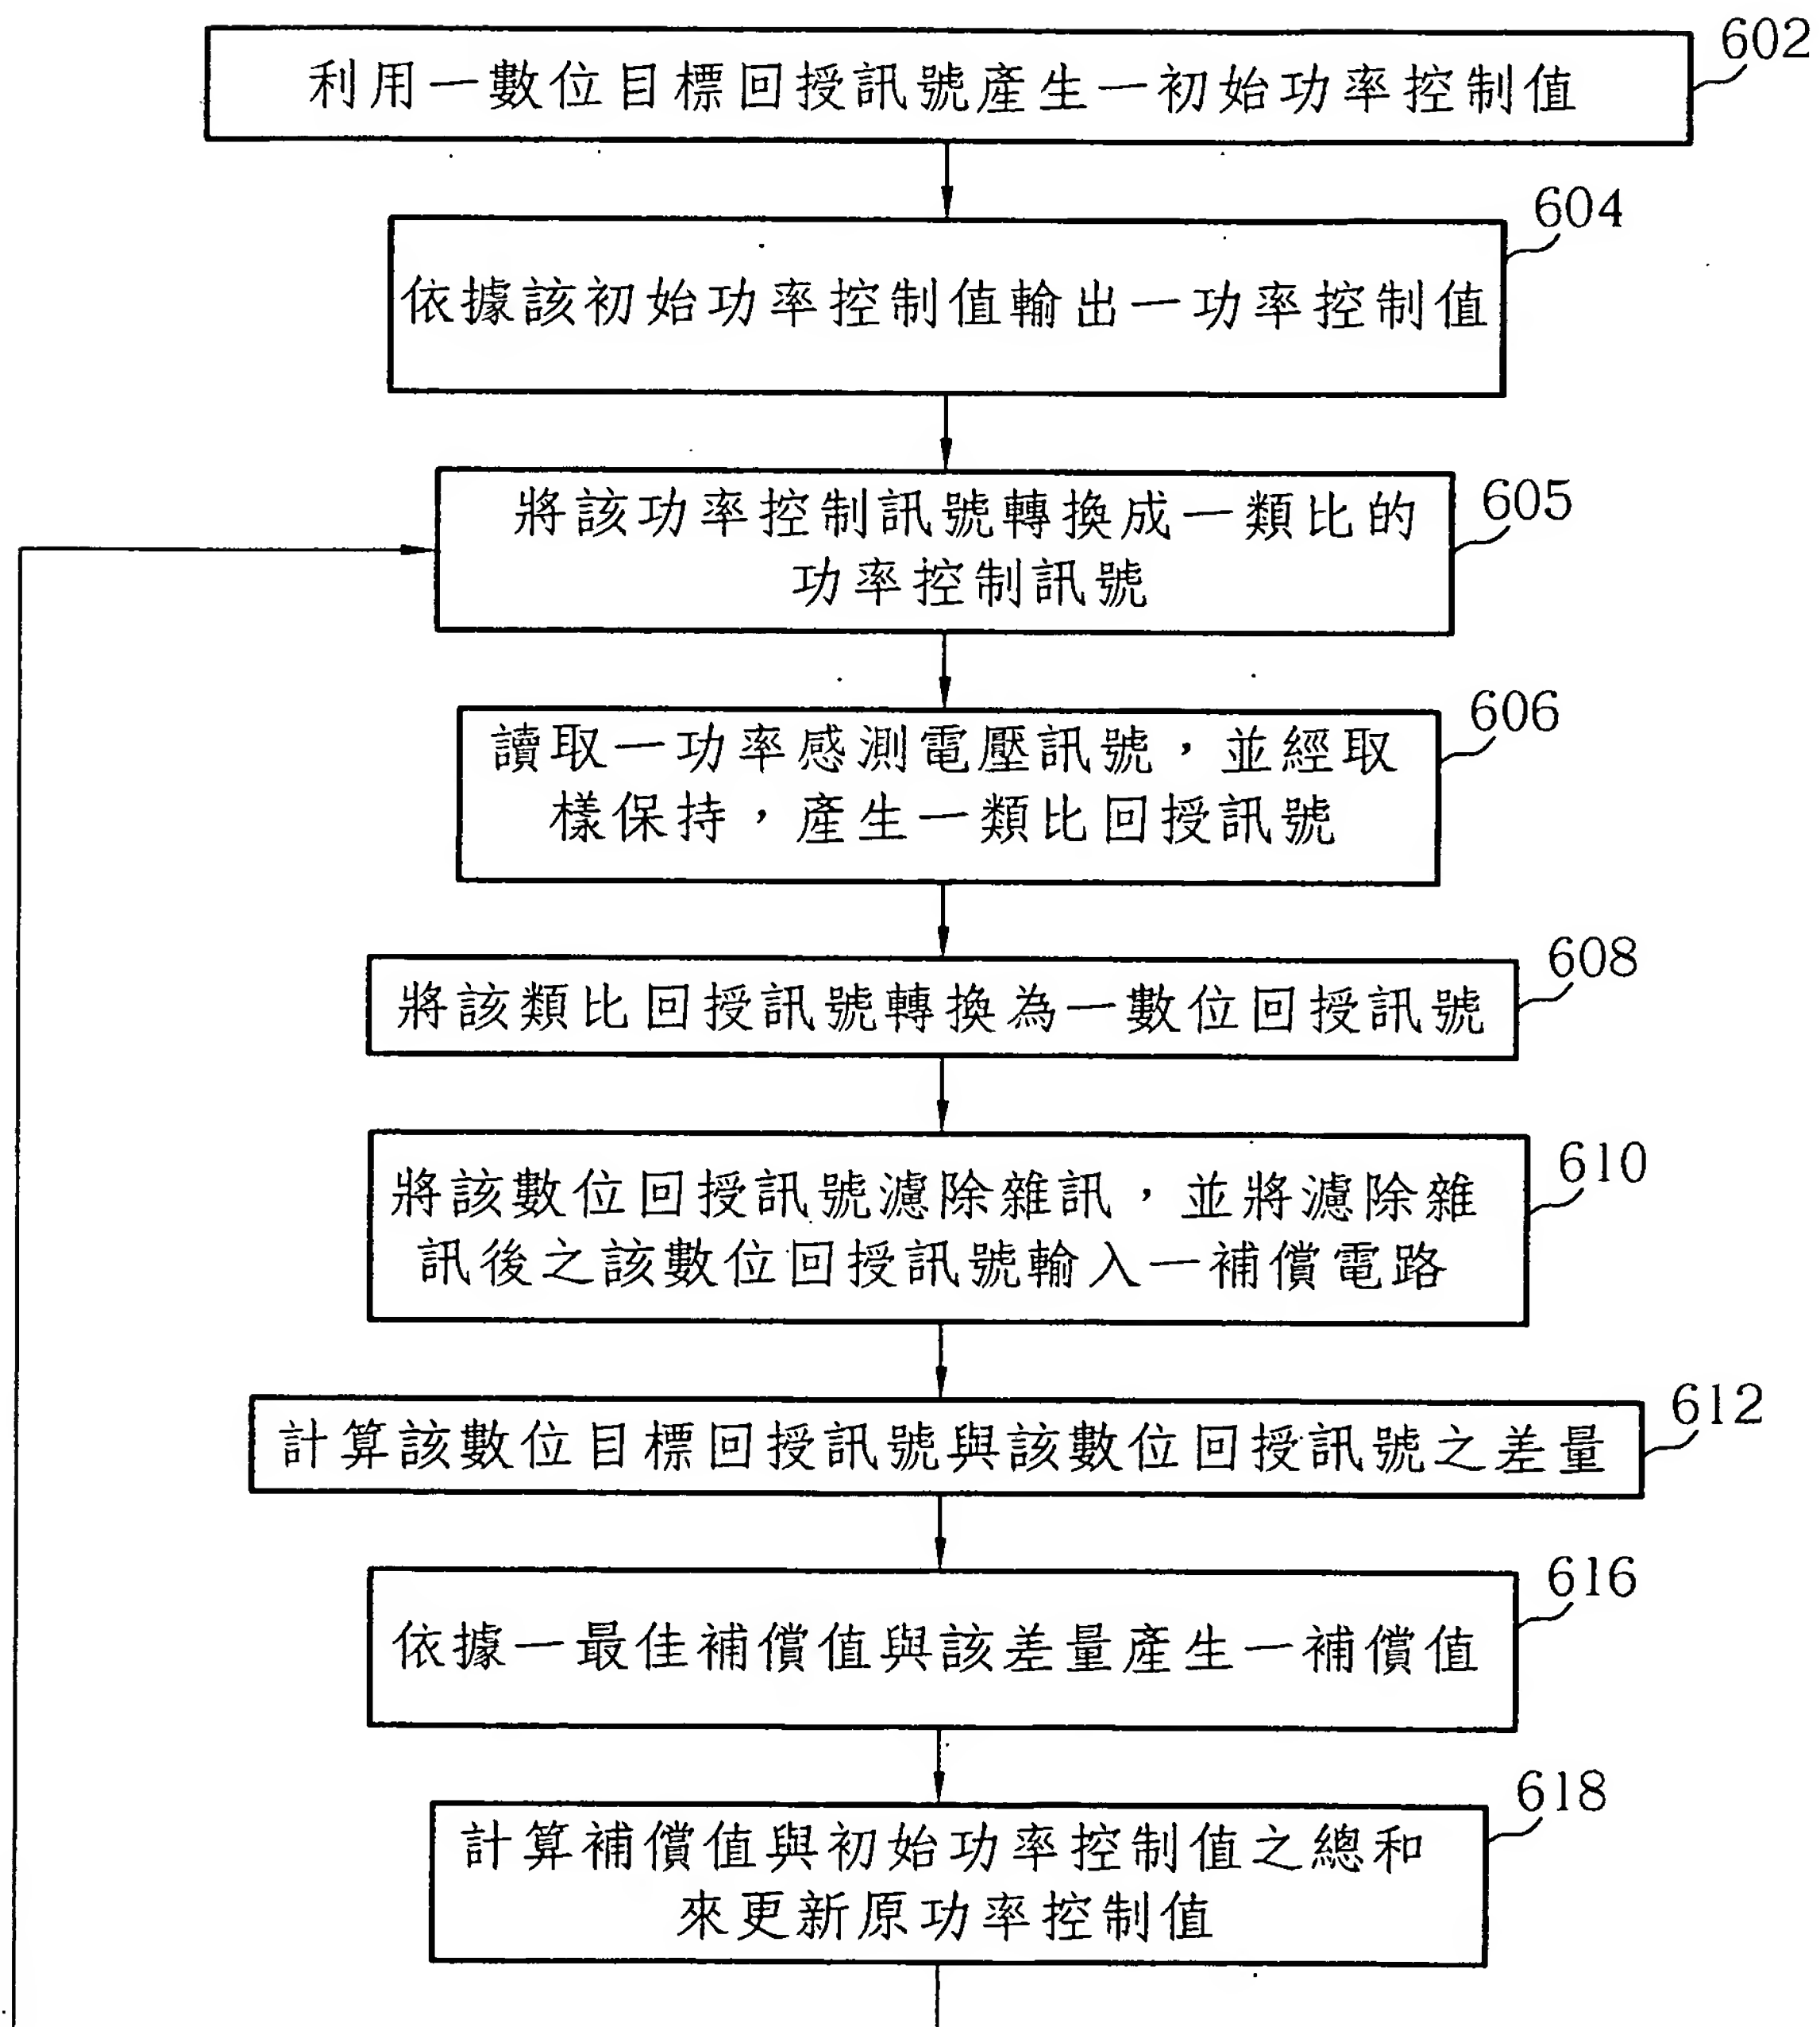 602
利用一數位目標回授訊號產生一初始功率控制值
604
依據該初始功率控制值輸出一功率控制值
605
將該功率控制訊號轉換成一類比的
功率控制訊號
606
讀取一功率感測電壓訊號，並經取
樣保持，產生一類比回授訊號
608
將該類比回授訊號轉換為一數位回授訊號
610
將該數位回授訊號濾除雜訊，並將濾除雜
訊後之該數位回授訊號輸入一補償電路
612
計算該數位目標回授訊號與該數位回授訊號之差量
616
依據一最佳補償值與該差量產生一補償值
618
計算補償值與初始功率控制值之總和
來更新原功率控制值